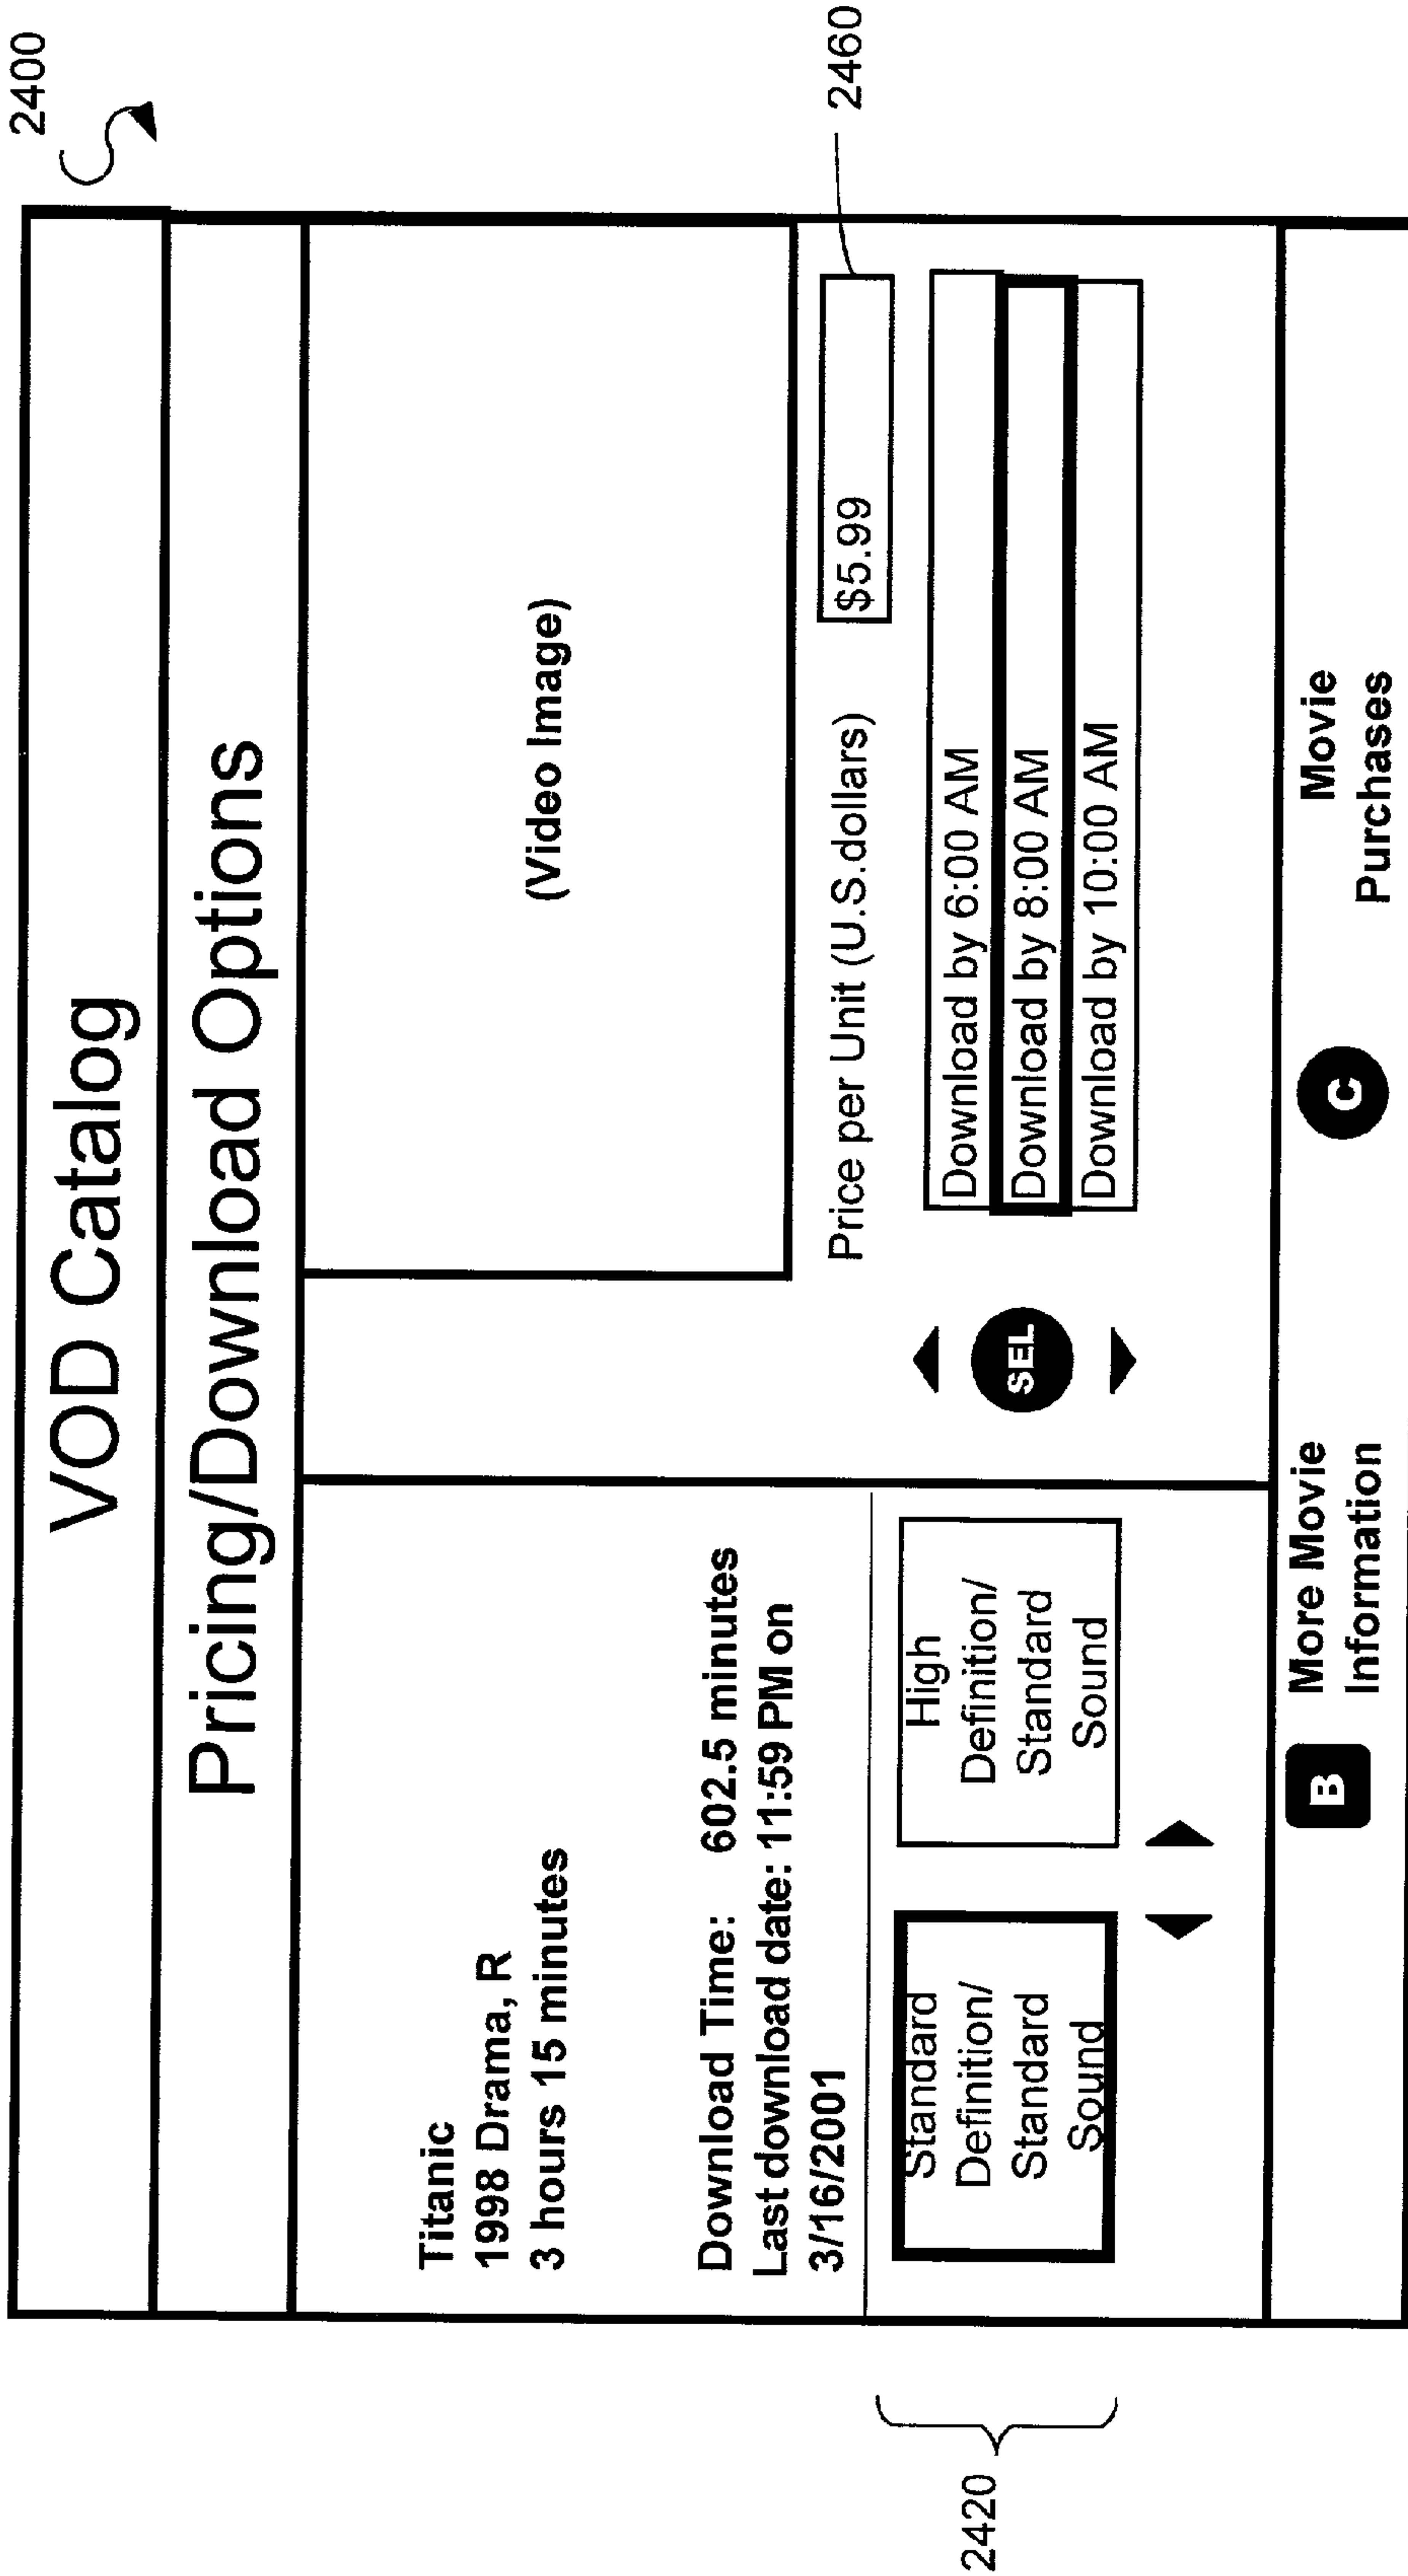 2400
VOD Catalog
Pricing/Download Options
Titanic
1998 Drama, R
3 hours 15 minutes
Download Time: 602.5 minutes
Last download date: 11:59 PM on
3/16/2001
(Video Image)
Price per Unit (U.S.dollars)
$5.99
2460
2420
Standard
Definition/
Standard
Sound
High
Definition/
Standard
Sound
SEL
Download by 6:00 AM
Download by 8:00 AM
Download by 10:00 AM
B
More Movie
Information
C
Movie
Purchases